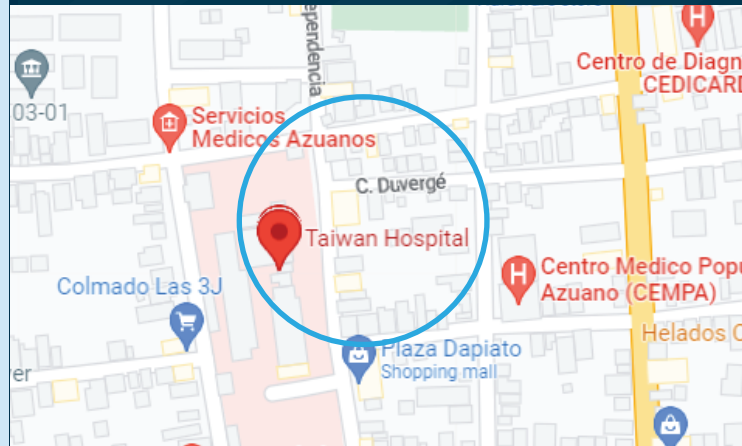 ependencia
Centro de Diagn
CEDICARD
03-01
Servicios
Medicos Azuanos
C. Duvergé
Taiwan Hospital
Centro Medico Popu
Azuano (CEMPA)
Colmado Las 3J
Helados C
Plaza Dapiato
Shopping mall
er